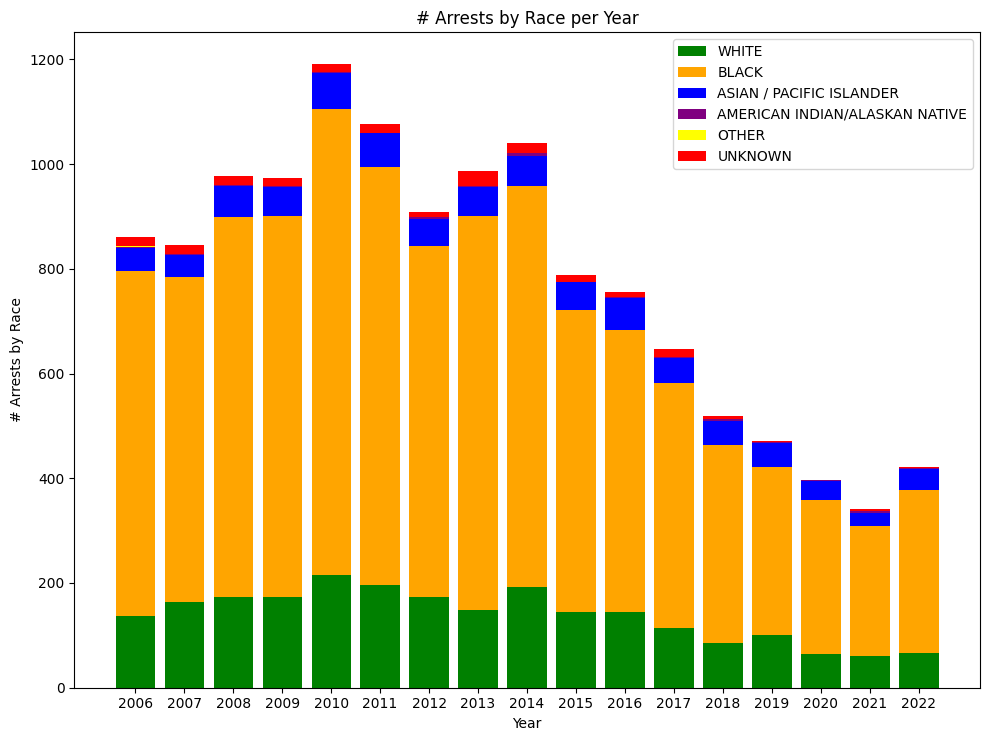 # Arrests by Race per Year
WHITE
BLACK
ASIAN / PACIFIC ISLANDER
AMERICAN INDIAN/ALASKAN NATIVE
OTHER
UNKNOWN
# Arrests by Race
1200
1000
800
600
400
200
0
2006 2007 2008 2009 2010 2011 2012 2013 2014 2015 2016 2017 2018 2019 2020 2021 2022
Year